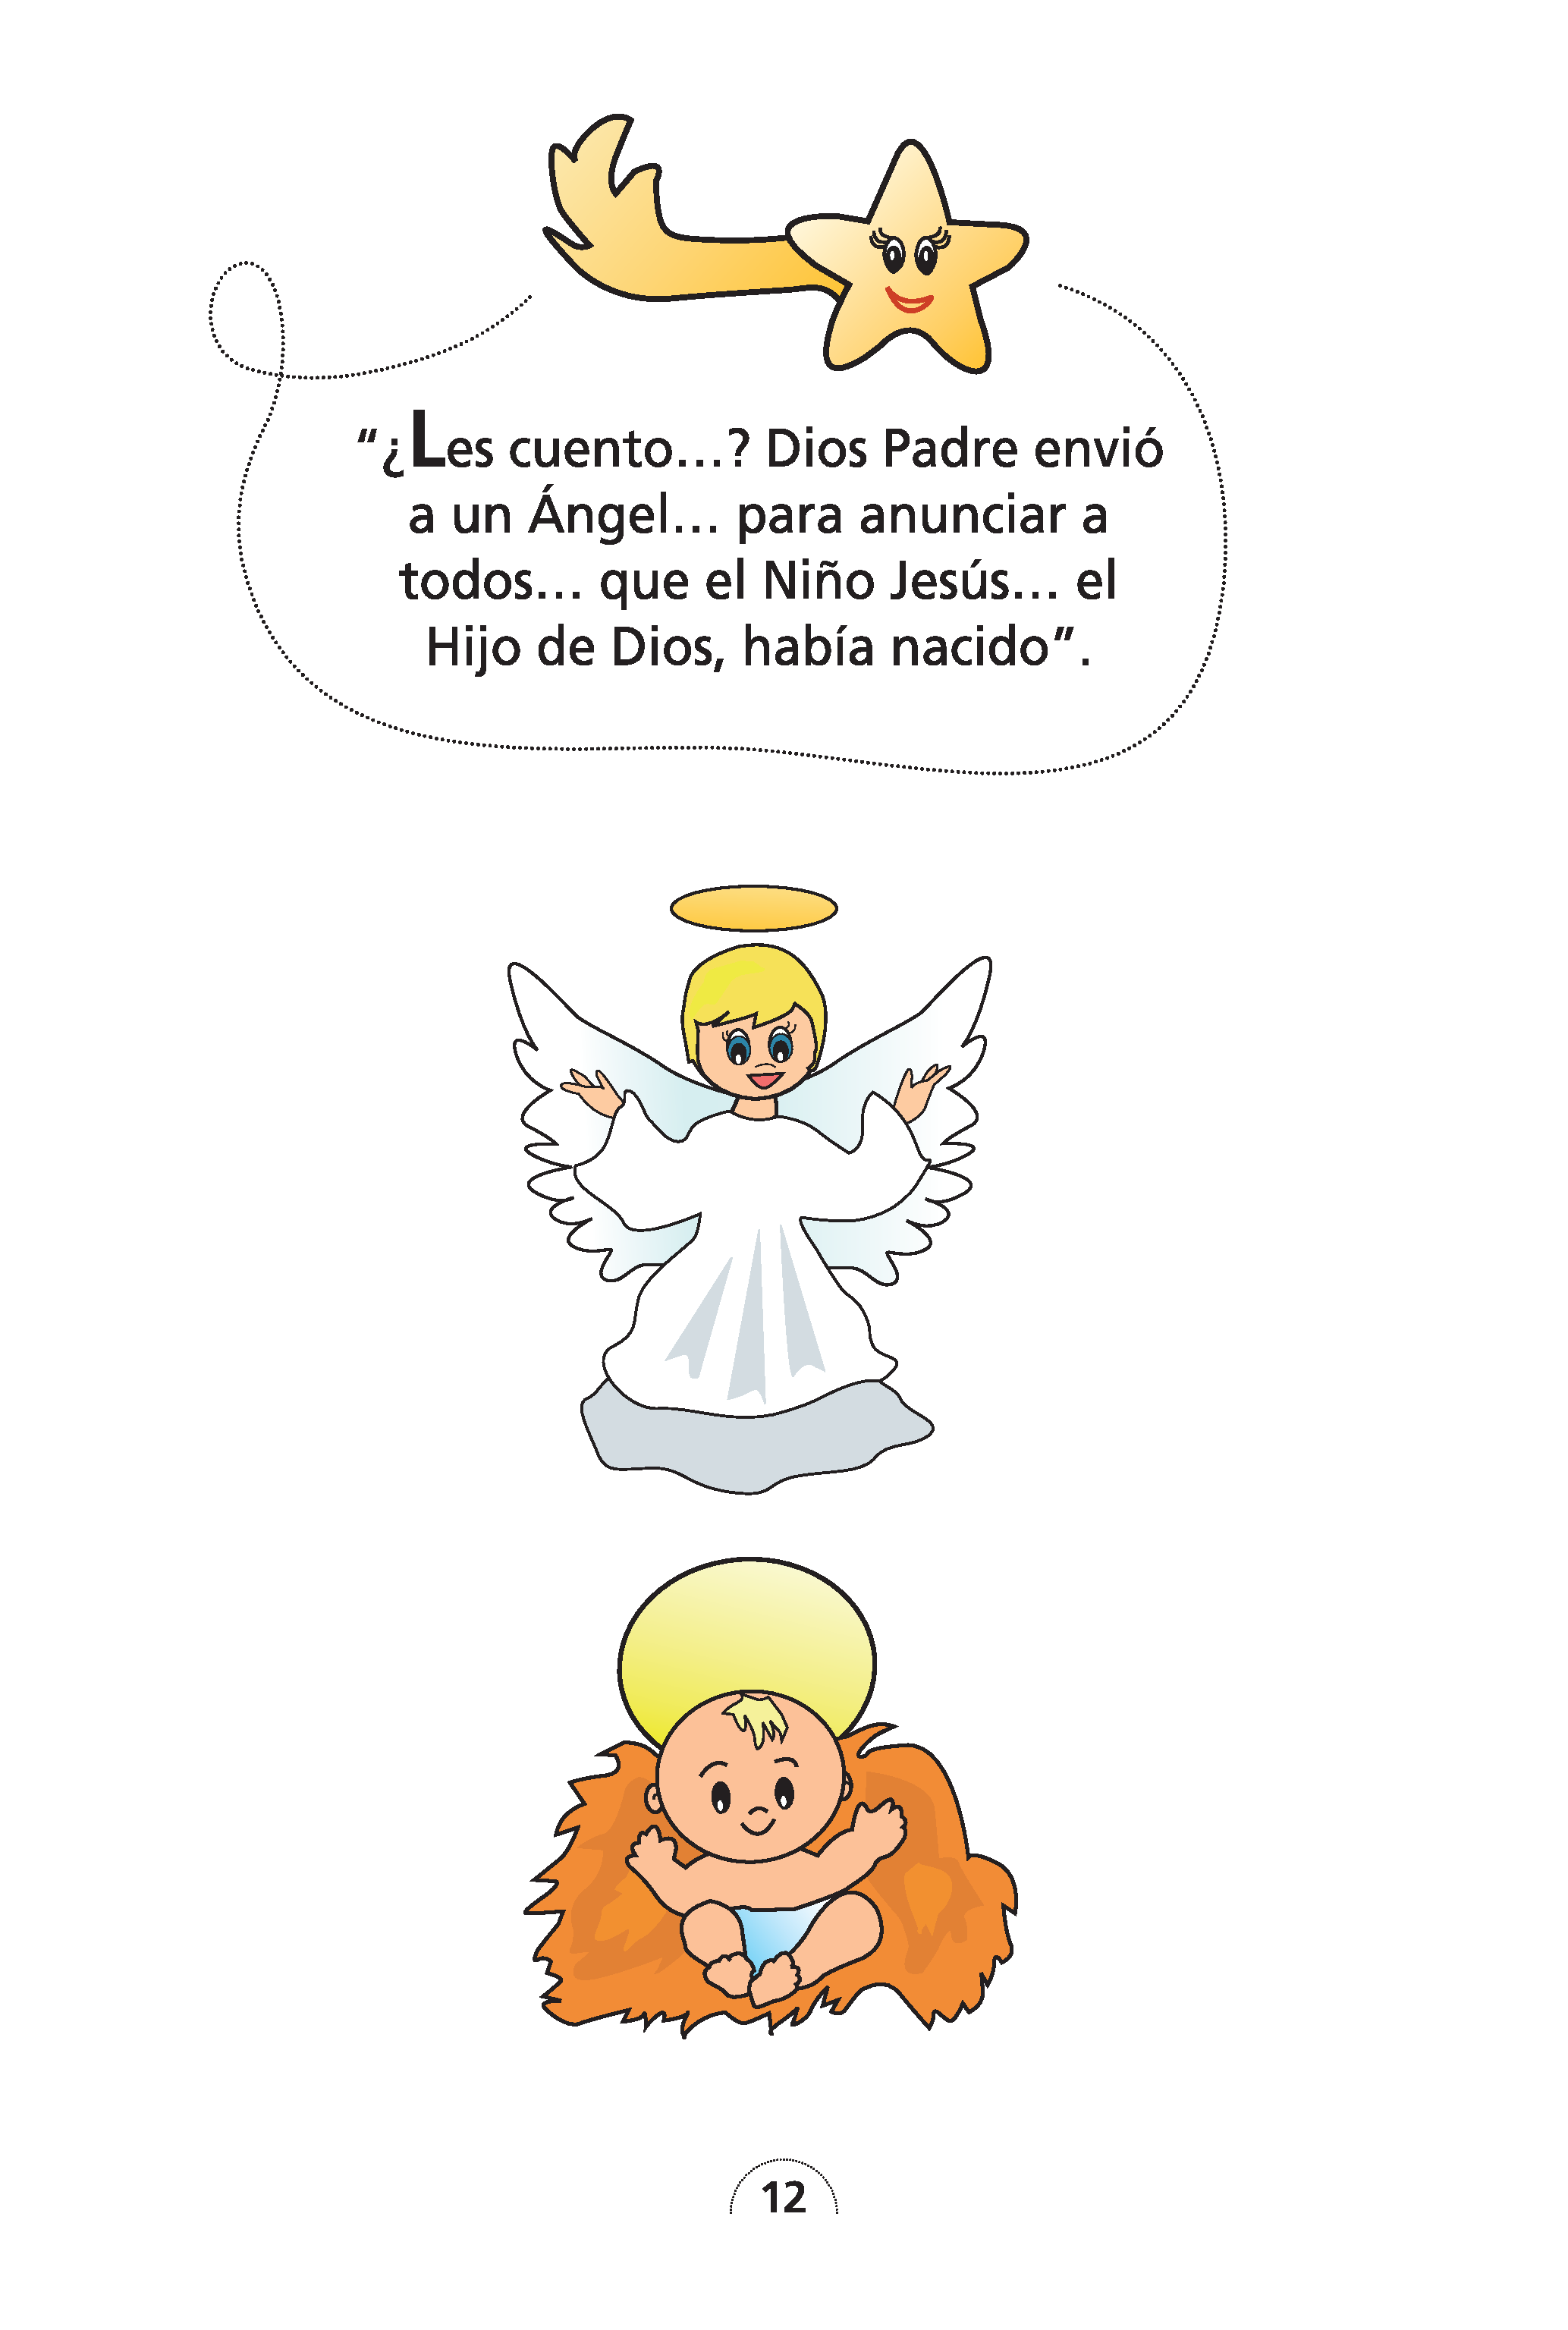 “¿Les cuento...? Dios Padre envió
a un Ángel... para anunciar a
todos... que el Niño Jesús... el
Hijo de Dios, había nacido”.
12